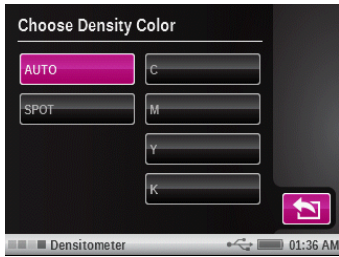 Choose Density Color
AUTO
C
SPOT
M
Y
K
Densitometer 01:36 AM